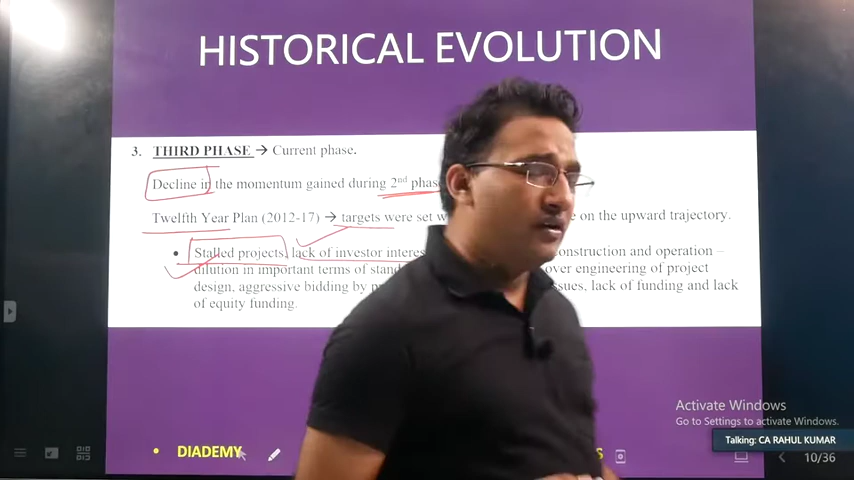 HISTORICAL EVOLUTION
3. THIRD PHASE → Current phase.
Decline in the momentum gained during 2nd phase
Twelfth Year Plan (2012-17) → targets were set on the upward trajectory.
• Stalled projects, lack of investor construction and operation –
dilution in important terms of over engineering of project
design, aggressive bidding by lack of funding and lack
of equity funding.
Activate Windows
Go to Settings to activate Windows.
Talking: CA RAHUL KUMAR
• DIADEMY
10/36